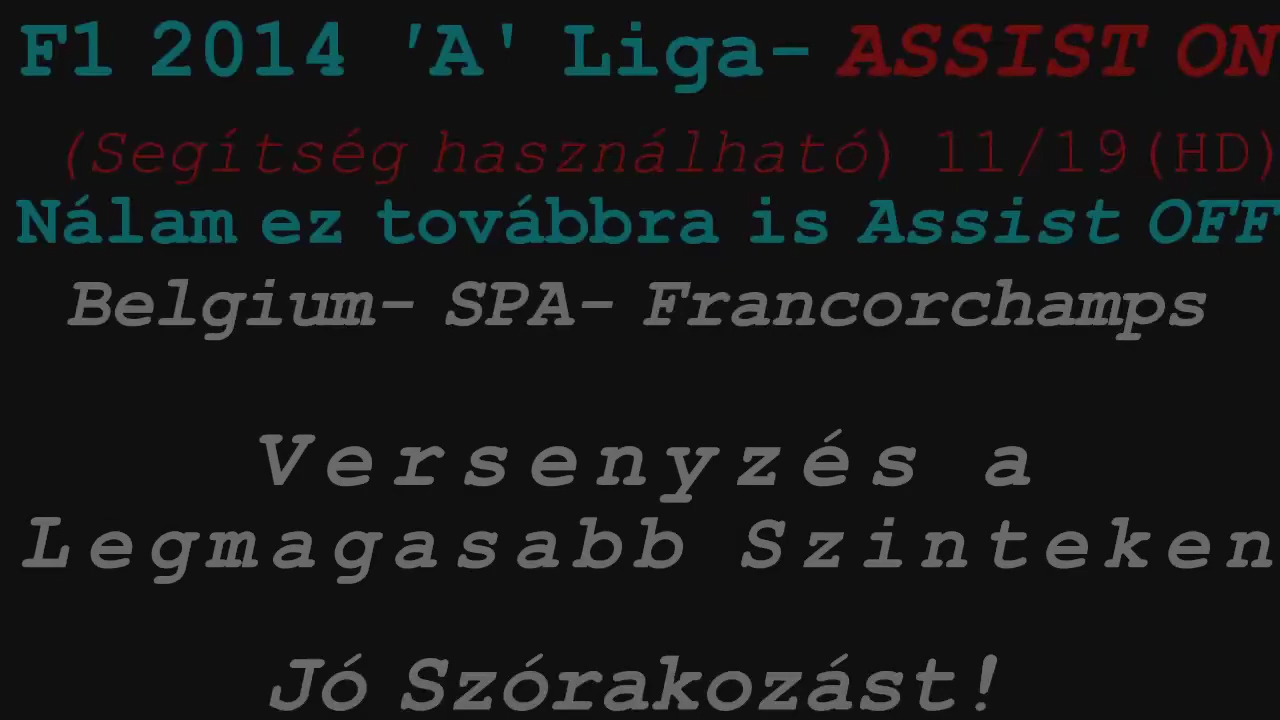 F1 2014 'A' Liga- ASSIST ON
(Segítség használható) 11/19(HD)
Nálam ez továbbra is Assist OFF
Belgium- SPA- Francorchamps
Versenyzés a
Legmagasabb Szinteken
Jó Szórakozást!